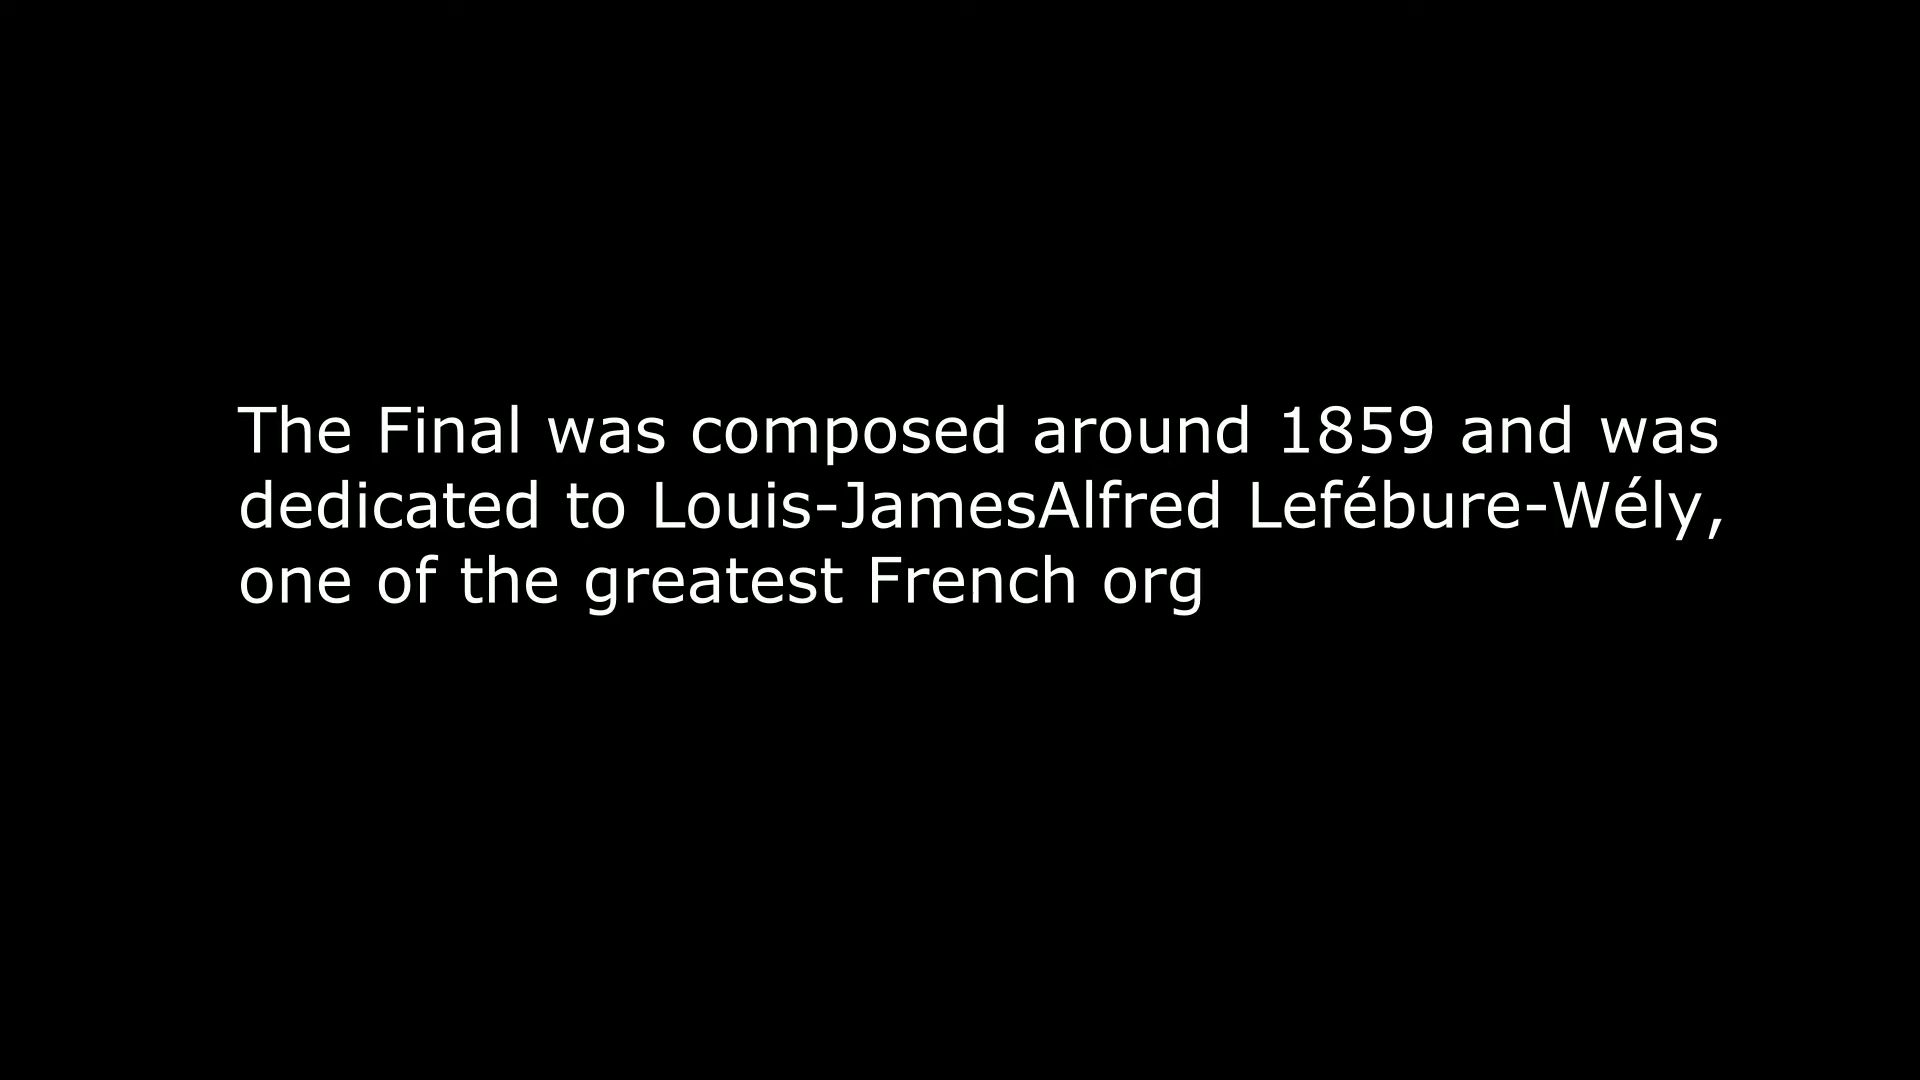 The Final was composed around 1859 and was
dedicated to Louis-JamesAlfred Lefébure-Wély,
one of the greatest French org